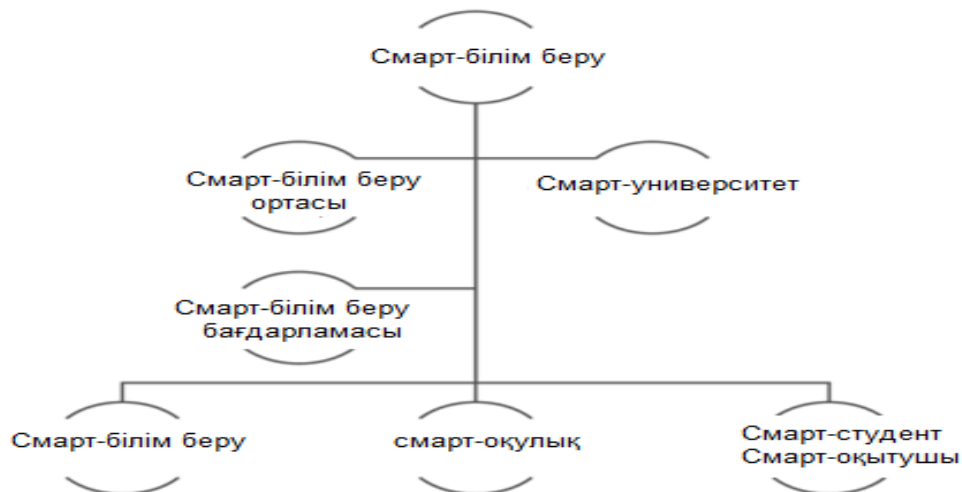 Смарт-білім беру
Смарт-білім беру
ортасы
Смарт-университет
Смарт-білім беру
бағдарламасы
Смарт-білім беру
смарт-оқулық
Смарт-студент
Смарт-оқытушы